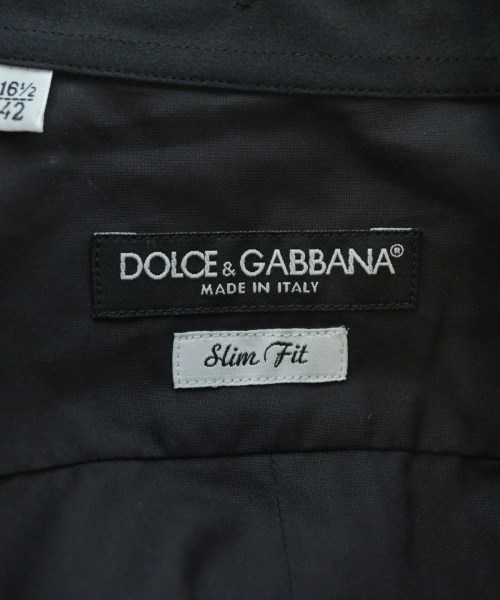 16½
42
DOLCE & GABBANA®
MADE IN ITALY
Slim Fit